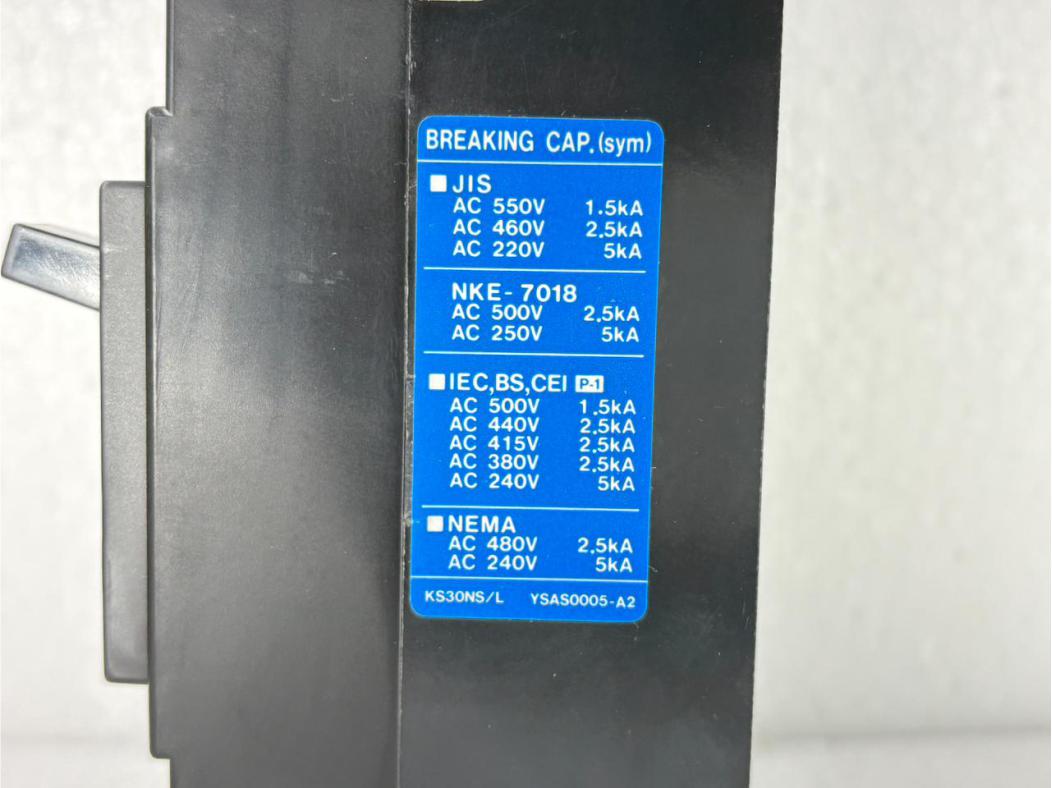 BREAKING CAP.(sym)
JIS
AC 550V 1.5kA
AC 460V 2.5kA
AC 220V 5kA
NKE-7018
AC 500V 2.5kA
AC 250V 5kA
IEC,BS,CEI P-1
AC 500V 1.5kA
AC 440V 2.5kA
AC 415V 2.5kA
AC 380V 2.5kA
AC 240V 5kA
NEMA
AC 480V 2.5kA
AC 240V 5kA
KS30NS/L YSAS0005-A2